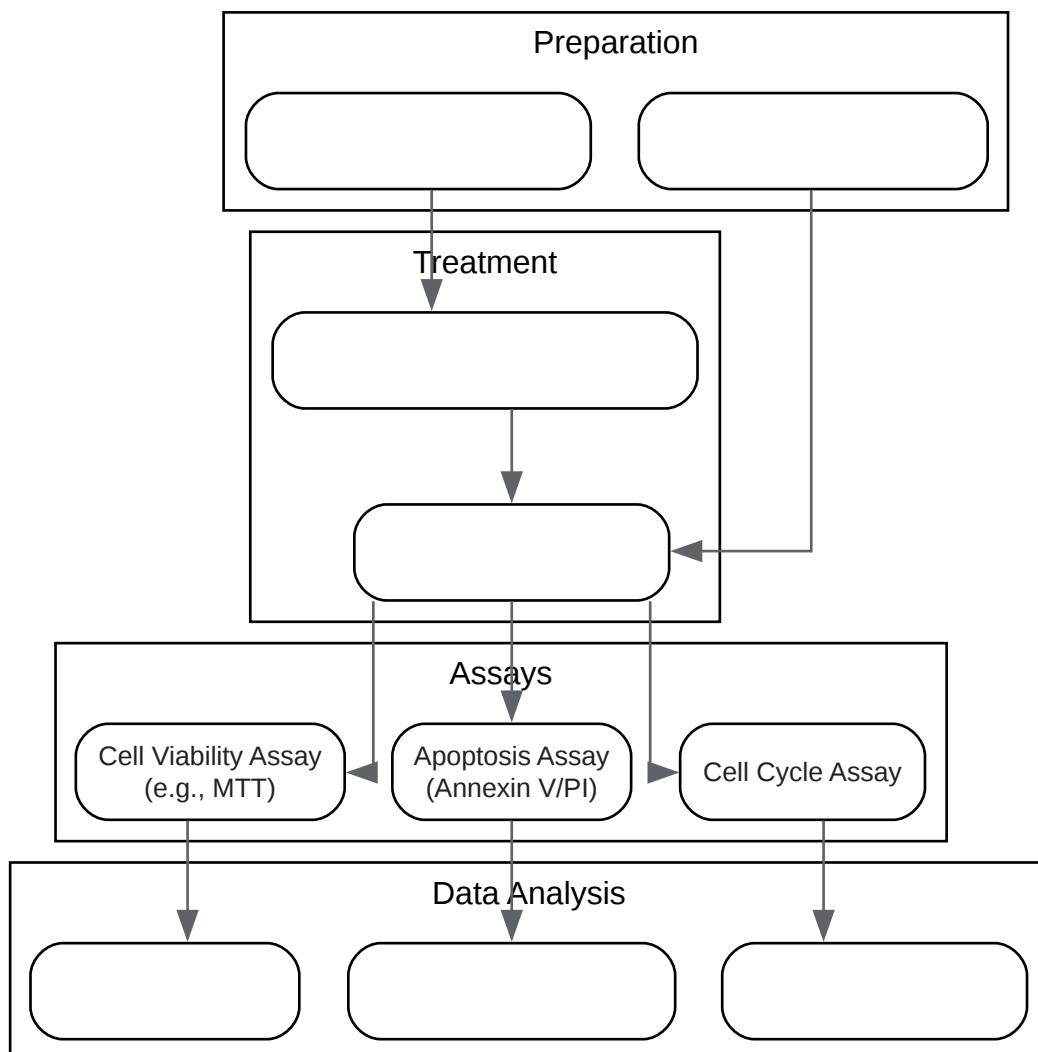 Preparation
Treatment
Assays
Cell Viability Assay
(e.g., MTT)
Apoptosis Assay
(Annexin V/PI)
Cell Cycle Assay
Data Analysis